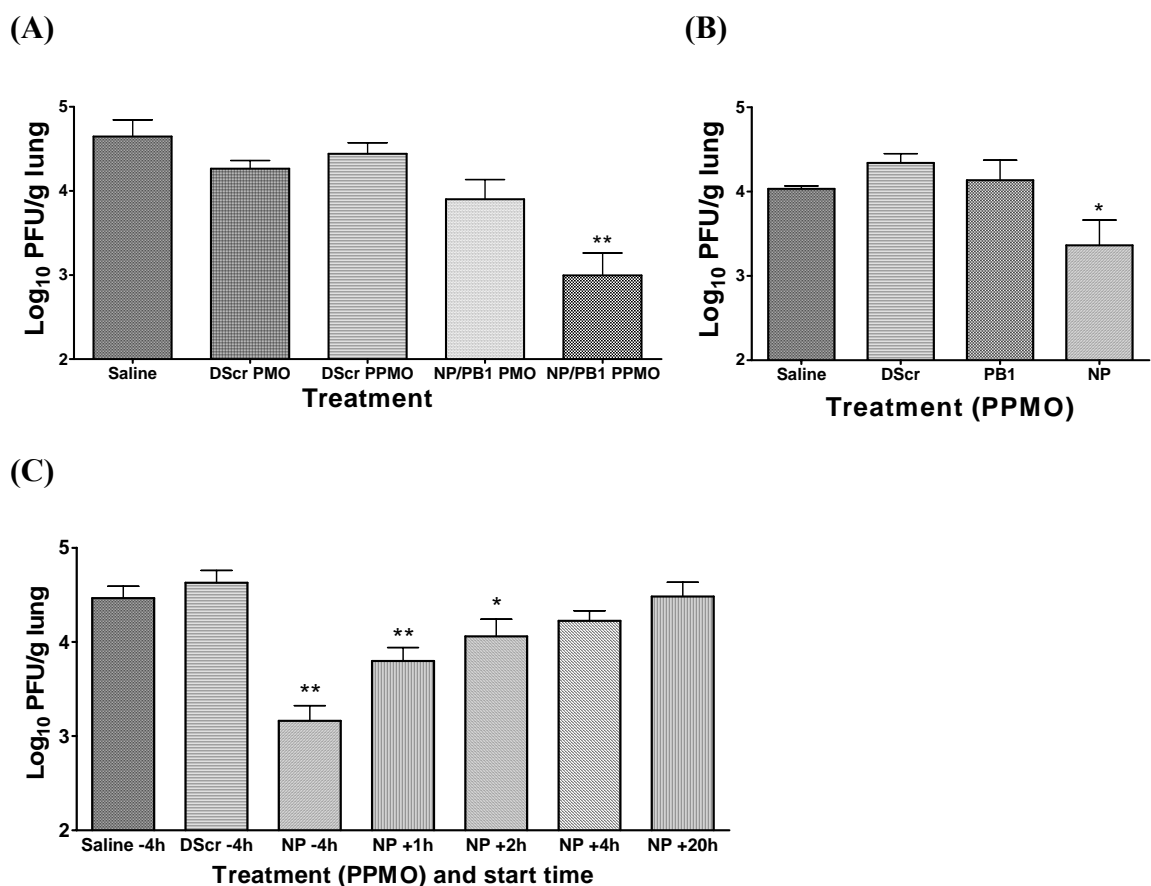 (A)
Log10 PFU/g lung
5
4
3
2
**
Saline DScr PMO DScr PPMO NP/PB1 PMO NP/PB1 PPMO
Treatment
(B)
Log10 PFU/g lung
5
4
3
2
*
Saline DScr PB1 NP
Treatment (PPMO)
(C)
Log10 PFU/g lung
5
4
3
2
** ** *
Saline -4h DScr -4h NP -4h NP +1h NP +2h NP +4h NP +20h
Treatment (PPMO) and start time